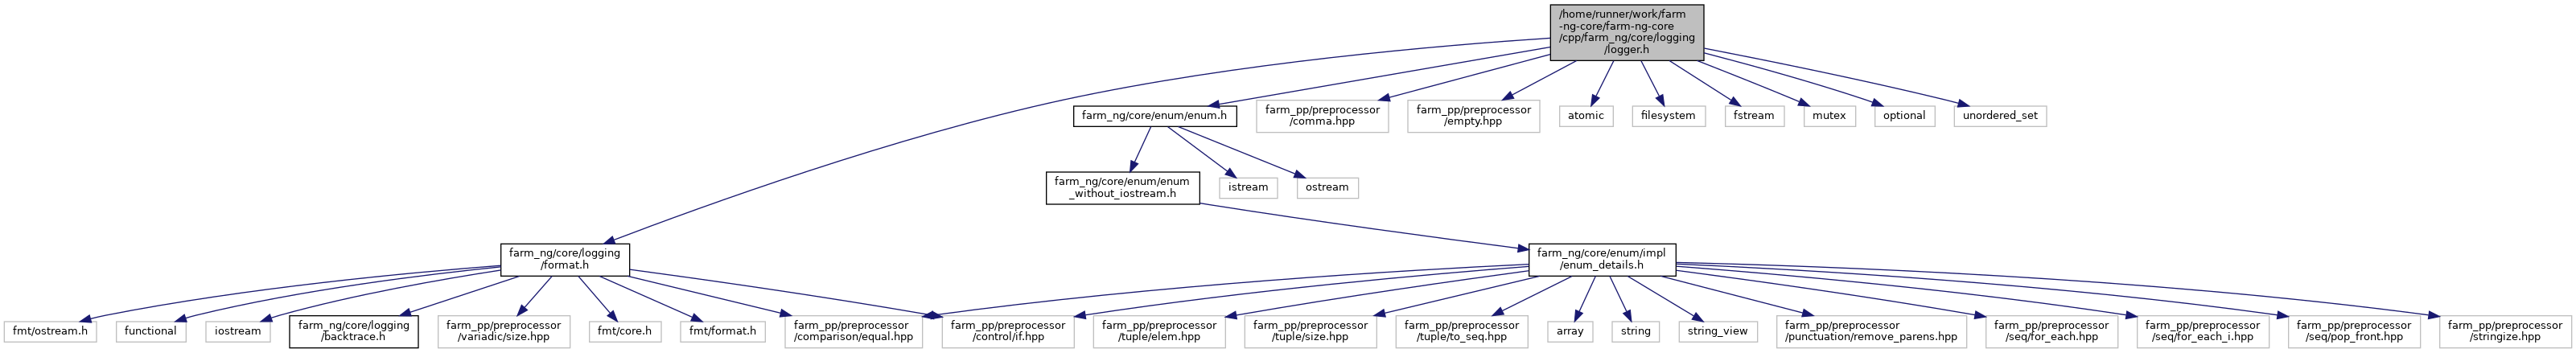 /home/runner/work/farm
-ng-core/farm-ng-core
/cpp/farm_ng/core/logging
/logger.h
farm_ng/core/enum/enum.h
farm_pp/preprocessor
/comma.hpp
farm_pp/preprocessor
/empty.hpp
atomic
filesystem
fstream
mutex
optional
unordered_set
farm_ng/core/enum/enum
_without_iostream.h
istream
ostream
farm_ng/core/logging
/format.h
farm_ng/core/enum/impl
/enum_details.h
fmt/ostream.h
functional
iostream
farm_ng/core/logging
/backtrace.h
farm_pp/preprocessor
/variadic/size.hpp
fmt/core.h
fmt/format.h
farm_pp/preprocessor
/comparison/equal.hpp
farm_pp/preprocessor
/control/if.hpp
farm_pp/preprocessor
/tuple/elem.hpp
farm_pp/preprocessor
/tuple/size.hpp
farm_pp/preprocessor
/tuple/to_seq.hpp
array
string
string_view
farm_pp/preprocessor
/punctuation/remove_parens.hpp
farm_pp/preprocessor
/seq/for_each.hpp
farm_pp/preprocessor
/seq/for_each_i.hpp
farm_pp/preprocessor
/seq/pop_front.hpp
farm_pp/preprocessor
/stringize.hpp